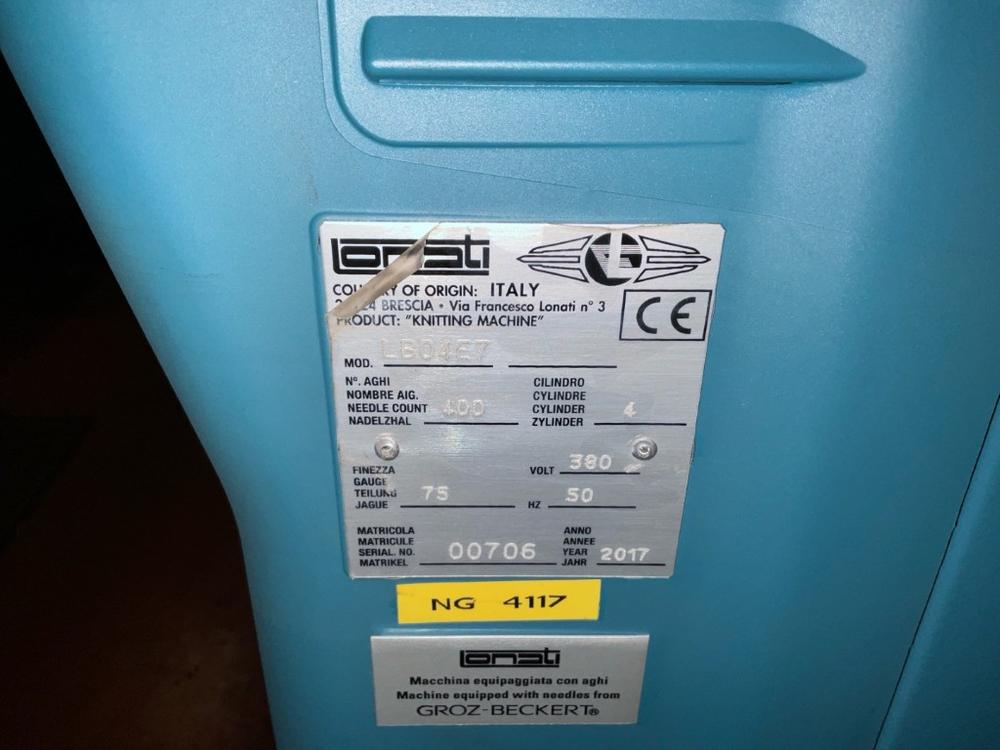 Lonati
COU Y OF ORIGIN: ITALY
BRESCIA • Via Francesco Lonati n° 3
PRODUCT: "KNITTING MACHINE"
CE
MOD. LB04E7
N°. AGHI
NOMBRE AIG.
NEEDLE COUNT 400
NADELZHAL
CILINDRO
CYLINDRE
CYLINDER 4
ZYLINDER
FINEZZA
GAUGE
TEILUNG 75
JAGUE
VOLT 380
HZ 50
MATRICOLA
MATRICULE
SERIAL. NO. 00706
MATRIKEL
ANNO
ANNEE
YEAR 2017
JAHR
NG 4117
Lonati
Macchina equipaggiata con aghi
Machine equipped with needles from
GROZ-BECKERT®